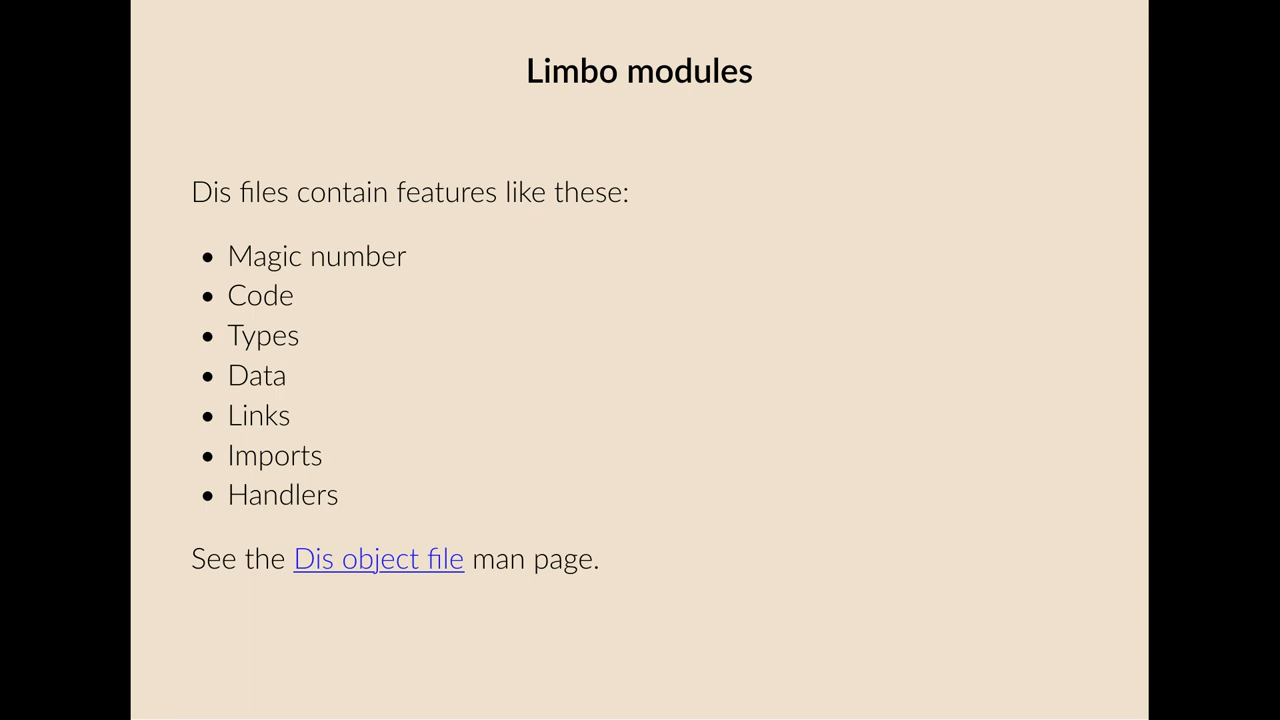 Limbo modules
Dis files contain features like these:
• Magic number
• Code
• Types
• Data
• Links
• Imports
• Handlers
See the Dis object file man page.